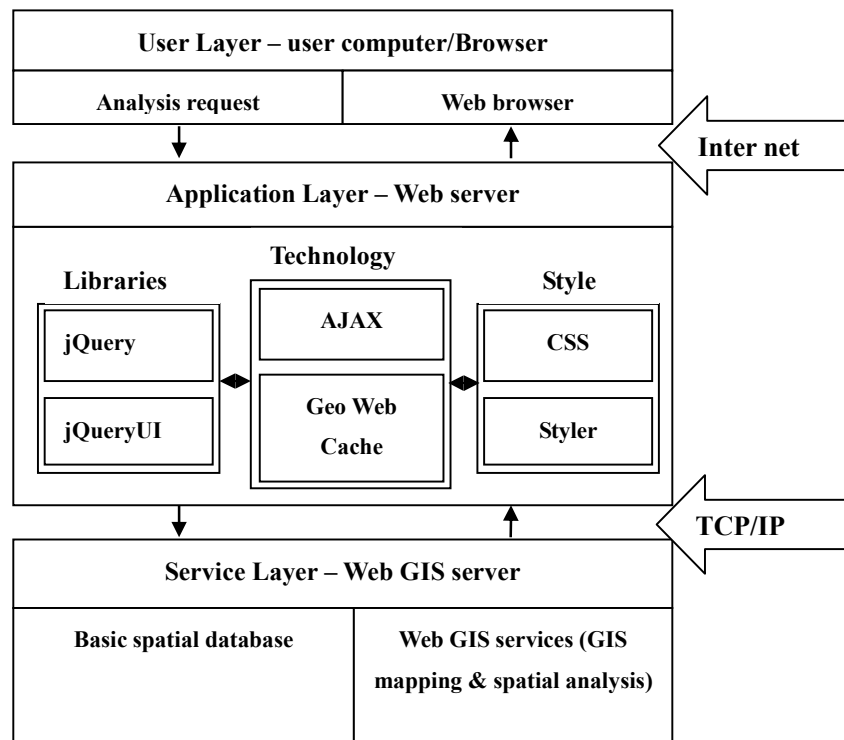 User Layer – user computer/Browser
Analysis request
Web browser
Inter net
Application Layer – Web server
Technology
Libraries
Style
AJAX
jQuery
CSS
Geo Web
Cache
jQueryUI
Styler
TCP/IP
Service Layer – Web GIS server
Basic spatial database
Web GIS services (GIS
mapping & spatial analysis)